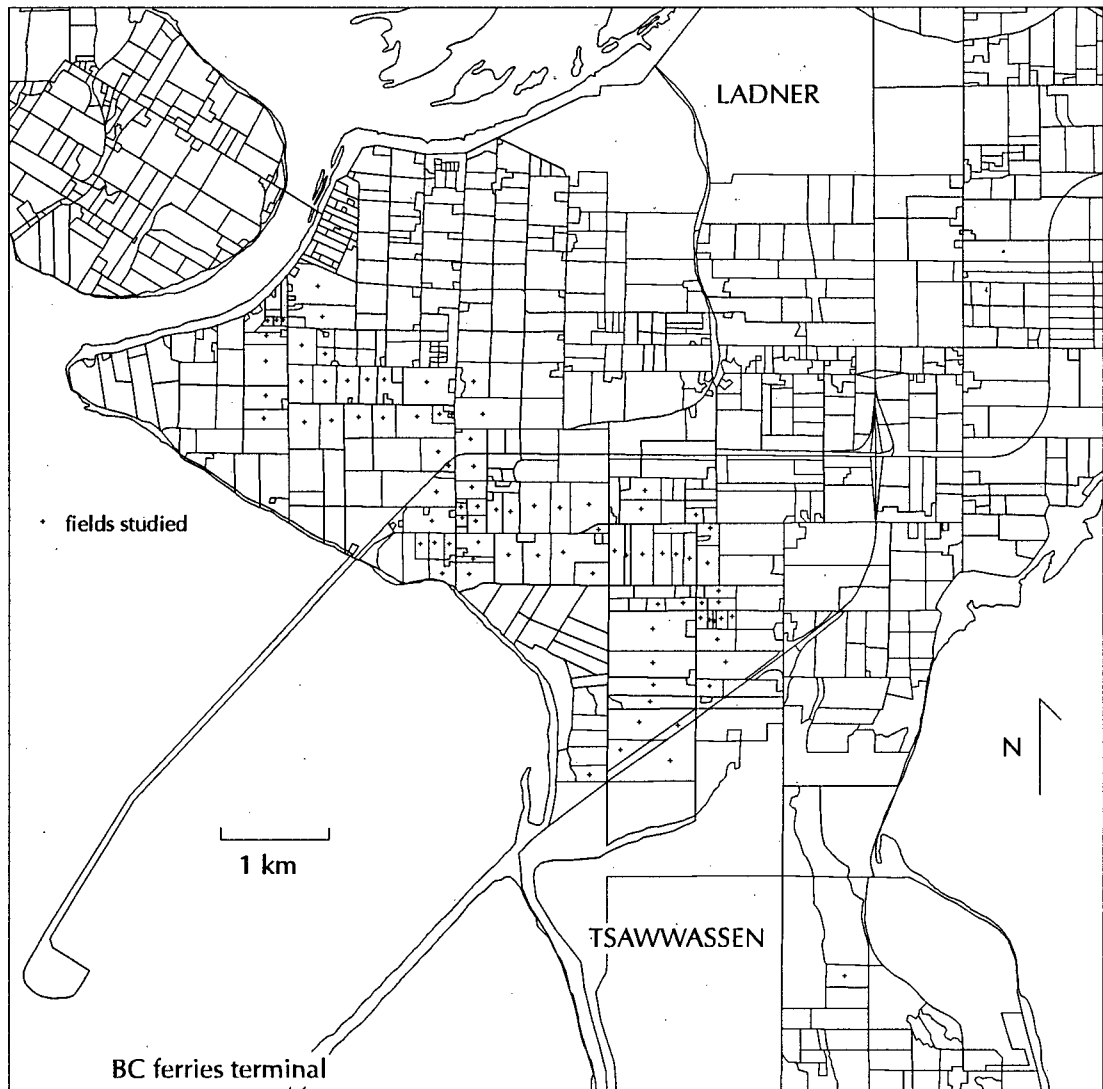 LADNER
+ fields studied
N
1 km
TSAWWASSEN
BC ferries terminal